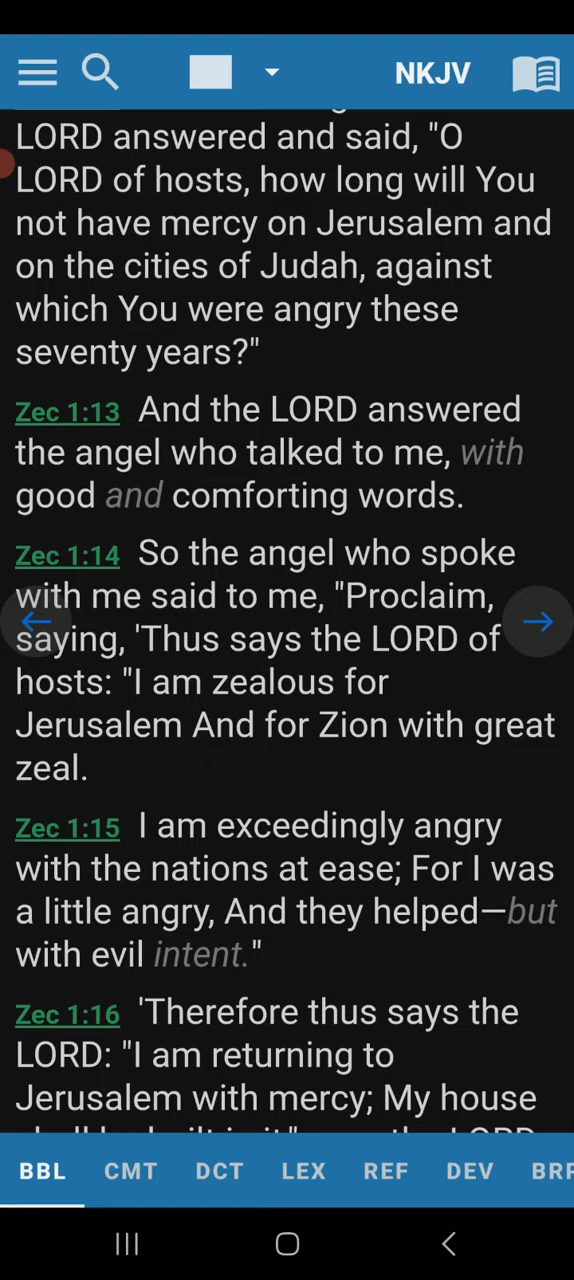 NKJV
LORD answered and said, "O
LORD of hosts, how long will You
not have mercy on Jerusalem and
on the cities of Judah, against
which You were angry these
seventy years?"
Zec 1:13 And the LORD answered
the angel who talked to me, with
good and comforting words.
Zec 1:14 So the angel who spoke
with me said to me, "Proclaim,
saying, 'Thus says the LORD of
hosts: "I am zealous for
Jerusalem And for Zion with great
zeal.
Zec 1:15 I am exceedingly angry
with the nations at ease; For I was
a little angry, And they helped—but
with evil intent."
Zec 1:16 'Therefore thus says the
LORD: "I am returning to
Jerusalem with mercy; My house
BBL CMT DCT LEX REF DEV BRP